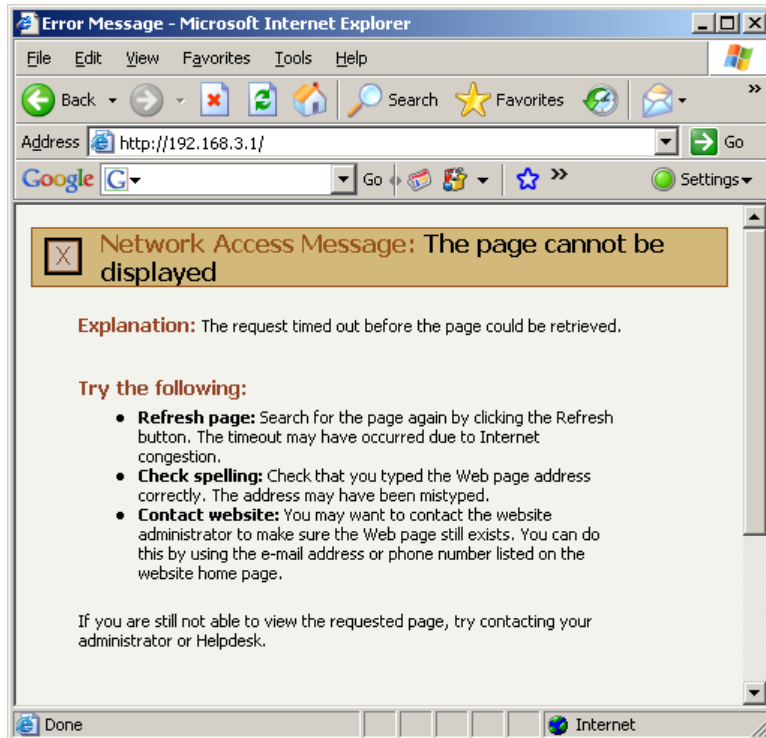 Error Message - Microsoft Internet Explorer
File Edit View Favorites Tools Help
Back Search Favorites »
Address http://192.168.3.1/ Go
Google G Go » Settings
X Network Access Message: The page cannot be
displayed
Explanation: The request timed out before the page could be retrieved.
Try the following:
• Refresh page: Search for the page again by clicking the Refresh
button. The timeout may have occurred due to Internet
congestion.
• Check spelling: Check that you typed the Web page address
correctly. The address may have been mistyped.
• Contact website: You may want to contact the website
administrator to make sure the Web page still exists. You can do
this by using the e-mail address or phone number listed on the
website home page.
If you are still not able to view the requested page, try contacting your
administrator or Helpdesk.
Done Internet